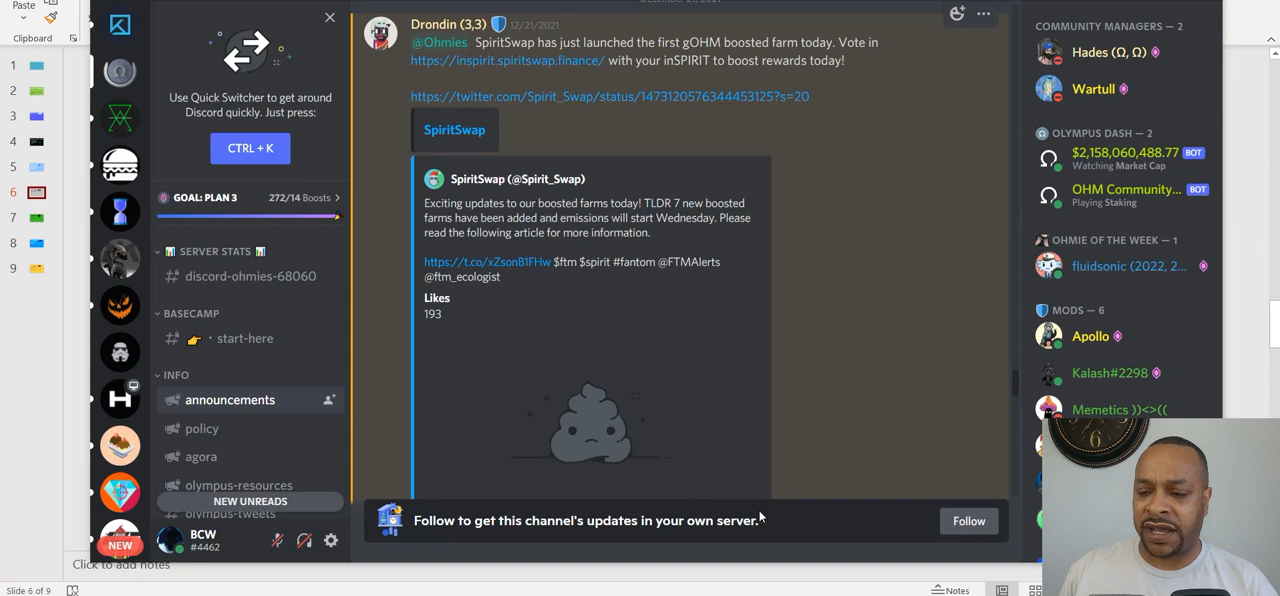 December 21, 2021
Paste
Clipboard
1
2
3
4
5
6
7
8
9
Use Quick Switcher to get around
Discord quickly. Just press:
CTRL + K
GOAL: PLAN 3
272/14 Boosts
SERVER STATS
discord-ohmies-68060
BASECAMP
start-here
INFO
announcements
policy
agora
olympus-resources
NEW UNREADS
olympus-tweets
NEW
BCW
#4462
Drondin (3,3) 12/21/2021
@Ohmies SpiritSwap has just launched the first gOHM boosted farm today. Vote in
https://inspirit.spiritswap.finance/ with your inSPIRIT to boost rewards today!
https://twitter.com/Spirit_Swap/status/1473120576344453125?s=20
SpiritSwap
SpiritSwap (@Spirit_Swap)
Exciting updates to our boosted farms today! TLDR 7 new boosted
farms have been added and emissions will start Wednesday. Please
read the following article for more information.
https://t.co/xZsonB1FHw $ftm $spirit #fantom @FTMAlerts
@ftm_ecologist
Likes
193
Follow to get this channel's updates in your own server.
Follow
COMMUNITY MANAGERS – 2
Hades (Ω, Ω)
Wartull
OLYMPUS DASH – 2
$2,158,060,488.77 BOT
Watching Market Cap
OHM Community... BOT
Playing Staking
OHMIE OF THE WEEK – 1
fluidsonic (2022, 2...
MODS – 6
Apollo
Kalash#2298
Memetics ))<>((
6
Click to add notes
Slide 6 of 9
Notes